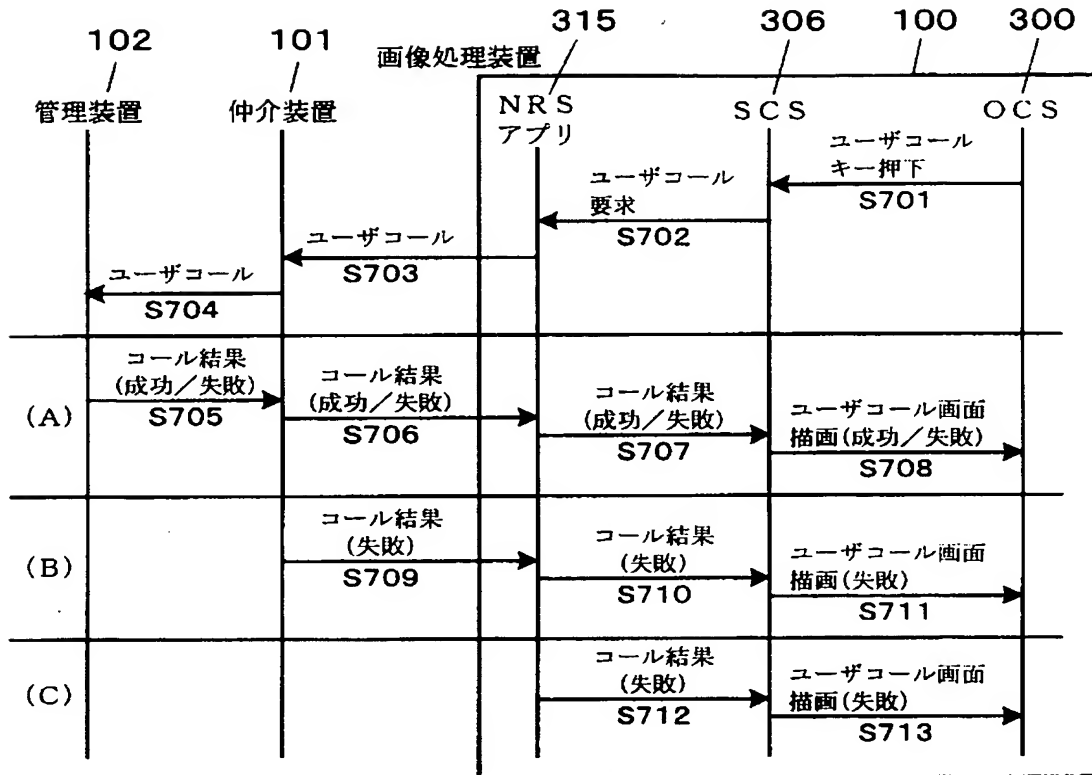 102
101
315
306
100
300
画像処理装置
管理装置
仲介装置
NRS
アプリ
SCS
OCS
ユーザコール
キー押下
S701
ユーザコール
要求
S702
ユーザコール
S703
ユーザコール
S704
(A)
コール結果
(成功/失敗)
S705
コール結果
(成功/失敗)
S706
コール結果
(成功/失敗)
S707
ユーザコール画面
描画(成功/失敗)
S708
(B)
コール結果
(失敗)
S709
コール結果
(失敗)
S710
ユーザコール画面
描画(失敗)
S711
(C)
コール結果
(失敗)
S712
ユーザコール画面
描画(失敗)
S713